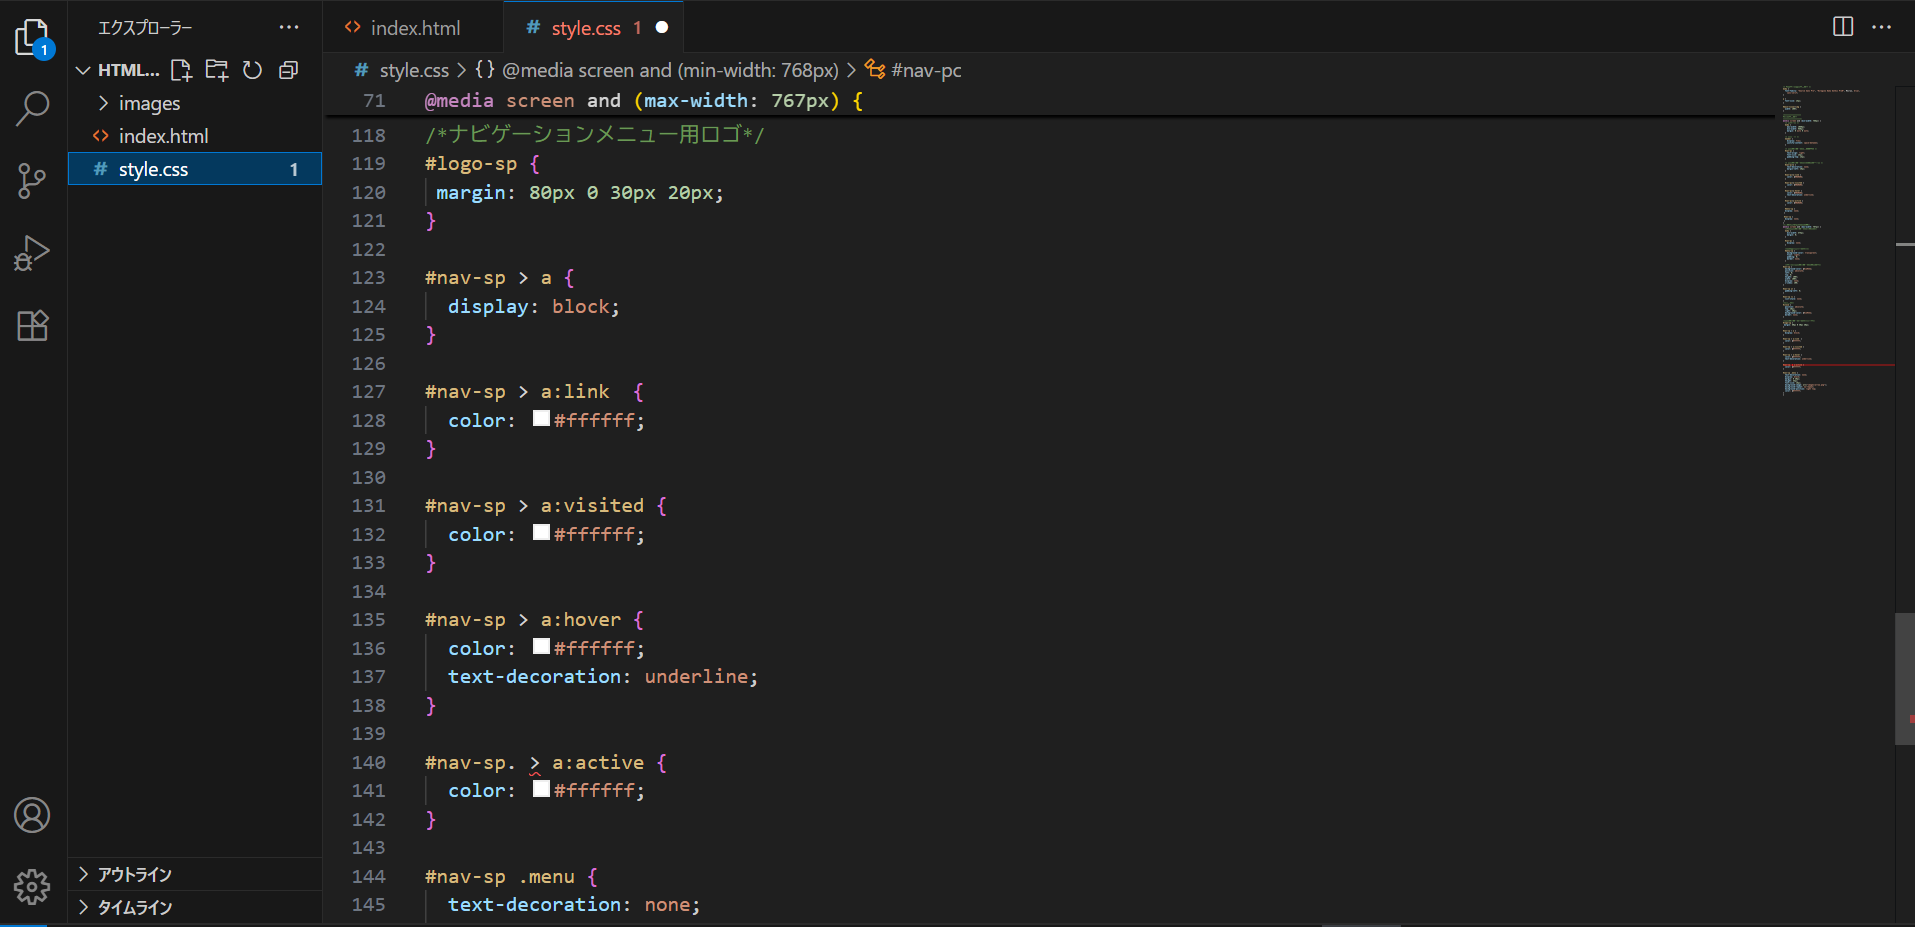 エクスプローラー
index.html
# style.css 1
1
HTML...
# style.css > {} @media screen and (min-width: 768px) > #nav-pc
images
index.html
# style.css 1
アウトライン
タイムライン
71 @media screen and (max-width: 767px) {
118 /*ナビゲーションメニュー用ロゴ*/
119 #logo-sp {
120 margin: 80px 0 30px 20px;
121 }
122
123 #nav-sp > a {
124 display: block;
125 }
126
127 #nav-sp > a:link  {
128 color: #ffffff;
129 }
130
131 #nav-sp > a:visited {
132 color: #ffffff;
133 }
134
135 #nav-sp > a:hover {
136 color: #ffffff;
137 text-decoration: underline;
138 }
139
140 #nav-sp. > a:active {
141 color: #ffffff;
142 }
143
144 #nav-sp .menu {
145 text-decoration: none;